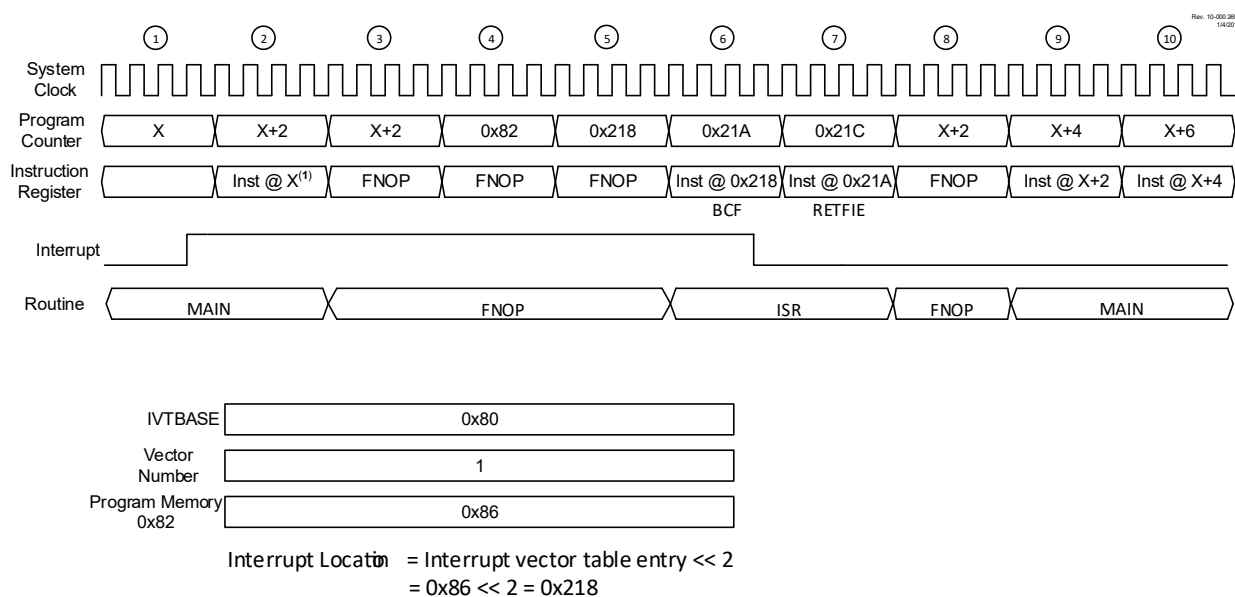 Rev. 10-000 26
1/4/20
1 2 3 4 5 6 7 8 9 10
System
Clock
Program
Counter
X X+2 X+2 0x82 0x218 0x21A 0x21C X+2 X+4 X+6
Instruction
Register
Inst @ X(1) FNOP FNOP FNOP Inst @ 0x218 Inst @ 0x21A FNOP Inst @ X+2 Inst @ X+4
BCF RETFIE
Interrupt
Routine MAIN FNOP ISR FNOP MAIN
IVTBASE 0x80
Vector
Number
1
Program Memory
0x82
0x86
Interrupt Location = Interrupt vector table entry << 2
= 0x86 << 2 = 0x218